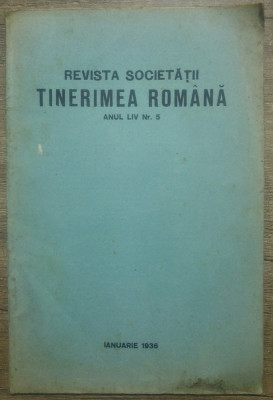 REVISTA SOCIETĂȚII
TINERIMEA ROMÂNĂ
ANUL LIV Nr. 5
IANUARIE 1936